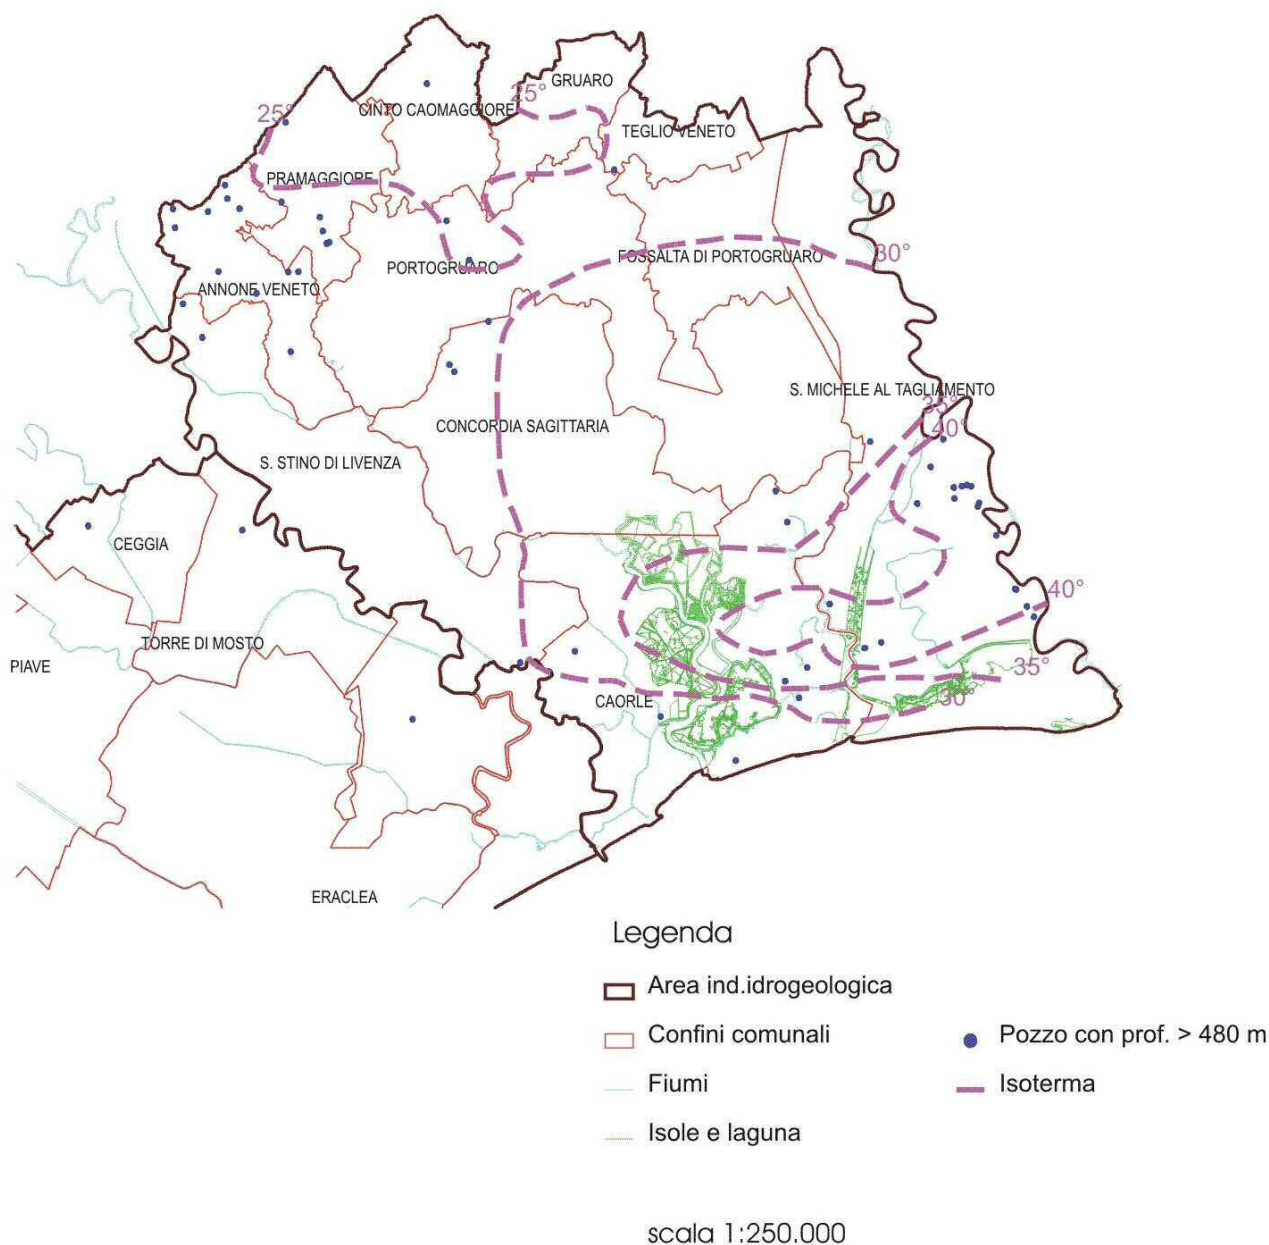 GRUARO
25°
CINTO CAOMAGGIORE
25°
TEGLIO VENETO
PRAMAGGIORE
30°
FOSSALTA DI PORTOGRUARO
PORTOGRUARO
ANNONE VENETO
S. MICHELE AL TAGLIAMENTO
35°
40°
CONCORDIA SAGITTARIA
S. STINO DI LIVENZA
CEGGIA
40°
TORRE DI MOSTO
PIAVE
35°
CAORLE
30°
ERACLEA
Legenda
Area ind.idrogeologica
Confini comunali
Pozzo con prof. > 480 m
Fiumi
Isoterma
Isole e laguna
scala 1:250.000